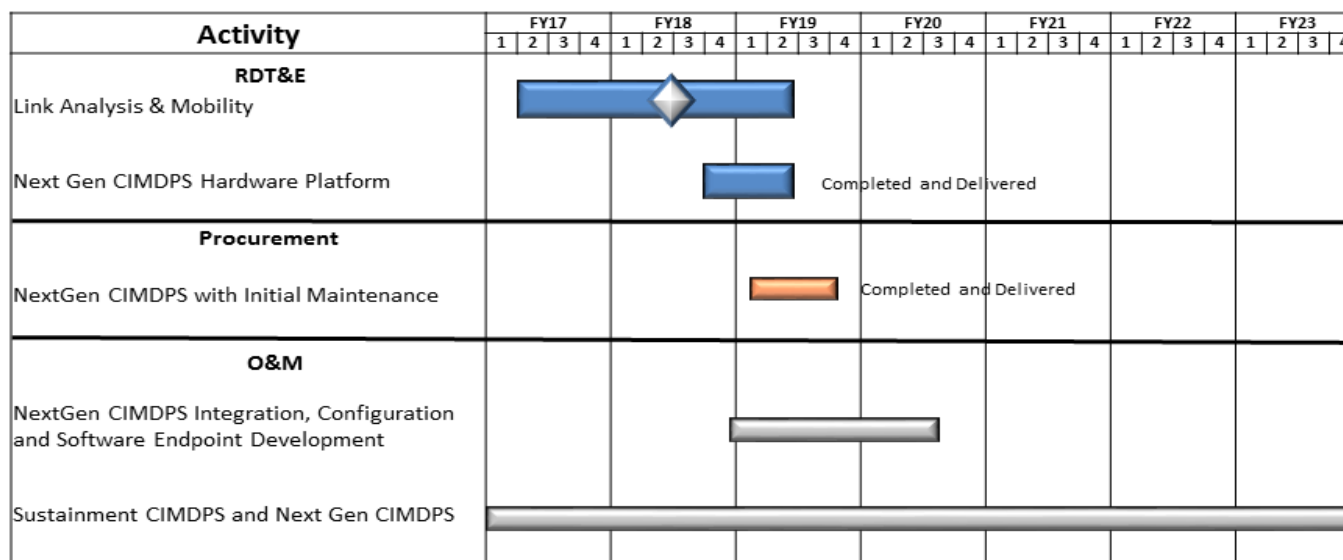 Activity
FY17 FY18 FY19 FY20 FY21 FY22 FY23
1 2 3 4 1 2 3 4 1 2 3 4 1 2 3 4 1 2 3 4 1 2 3 4 1 2 3 4
RDT&E
Link Analysis & Mobility
Next Gen CIMDPS Hardware Platform Completed and Delivered
Procurement
NextGen CIMDPS with Initial Maintenance Completed and Delivered
O&M
NextGen CIMDPS Integration, Configuration
and Software Endpoint Development
Sustainment CIMDPS and Next Gen CIMDPS